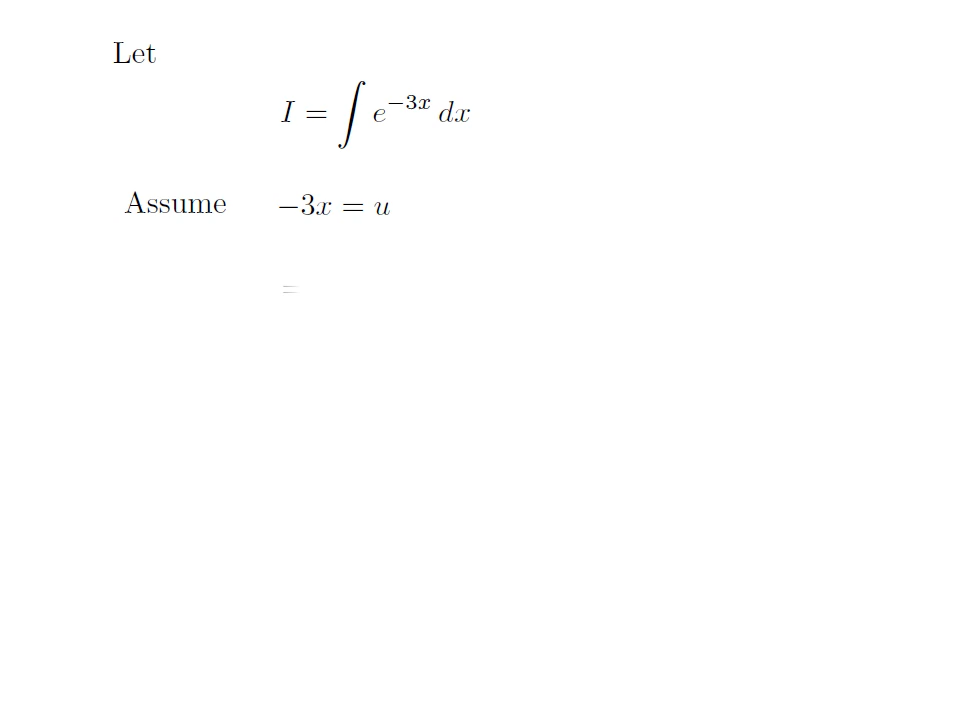 Let
I = ∫ e^{-3x} dx
Assume −3x = u
=